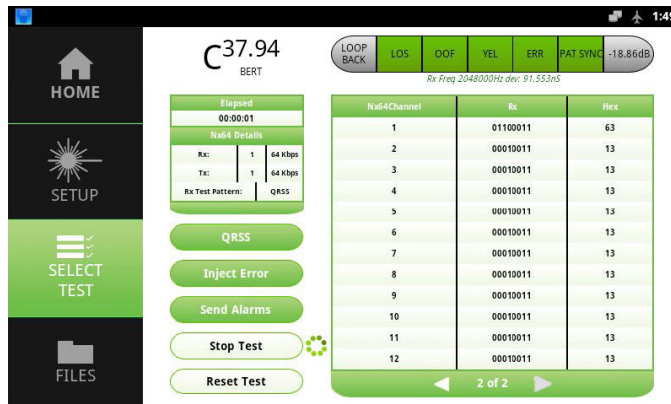 1:49
HOME
SETUP
SELECT TEST
FILES
C37.94
BERT
LOOP BACK
LOS
OOF
YEL
ERR
PAT SYNC
-18.86dB
Rx Freq 2048000Hz dev: 91.553nS
Elapsed
00:00:01
Nx64 Details
Rx: 1 64 Kbps
Tx: 1 64 Kbps
Rx Test Pattern: QRSS
QRSS
Inject Error
Send Alarms
Stop Test
Reset Test
Nx64Channel Rx Hex
1 01100011 63
2 00010011 13
3 00010011 13
4 00010011 13
5 00010011 13
6 00010011 13
7 00010011 13
8 00010011 13
9 00010011 13
10 00010011 13
11 00010011 13
12 00010011 13
2 of 2